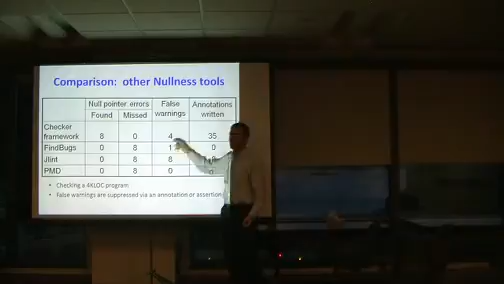 Comparison: other Nullness tools
Null pointer errors False warnings Annotations written
Found Missed
Checker framework 8 0 4 35
FindBugs 0 8 1 0
Jlint 0 8 8 0
PMD 0 8 0 0
• Checking a 4KLOC program
• False warnings are suppressed via an annotation or assertion